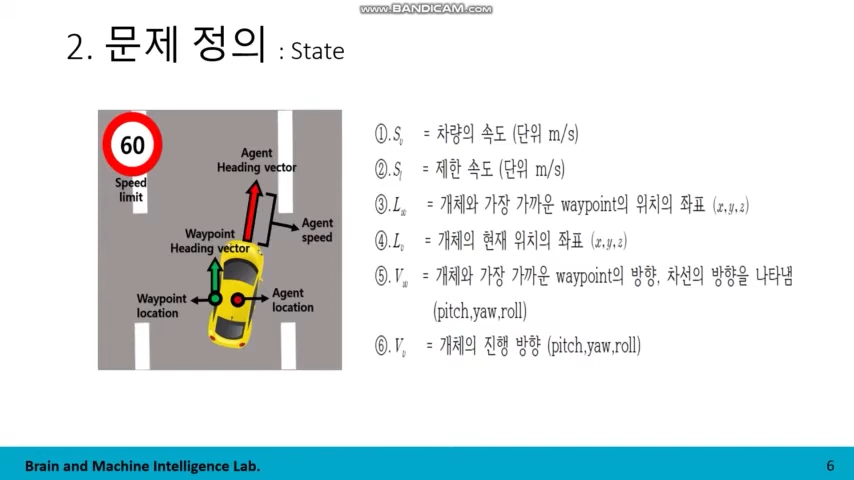 WWW.BANDICAM.COM
2. 문제 정의 : State
60
Speed
limit
Agent
Heading vector
Agent
speed
Waypoint
Heading vector
Waypoint
location
Agent
location
①.Sv = 차량의 속도 (단위 m/s)
②.Sl = 제한 속도 (단위 m/s)
③.Lw = 개체와 가장 가까운 waypoint의 위치의 좌표 (x,y,z)
④.Lv = 개체의 현재 위치의 좌표 (x,y,z)
⑤.Vw = 개체와 가장 가까운 waypoint의 방향, 차선의 방향을 나타냄
(pitch,yaw,roll)
⑥.Vv = 개체의 진행 방향 (pitch,yaw,roll)
Brain and Machine Intelligence Lab.
6